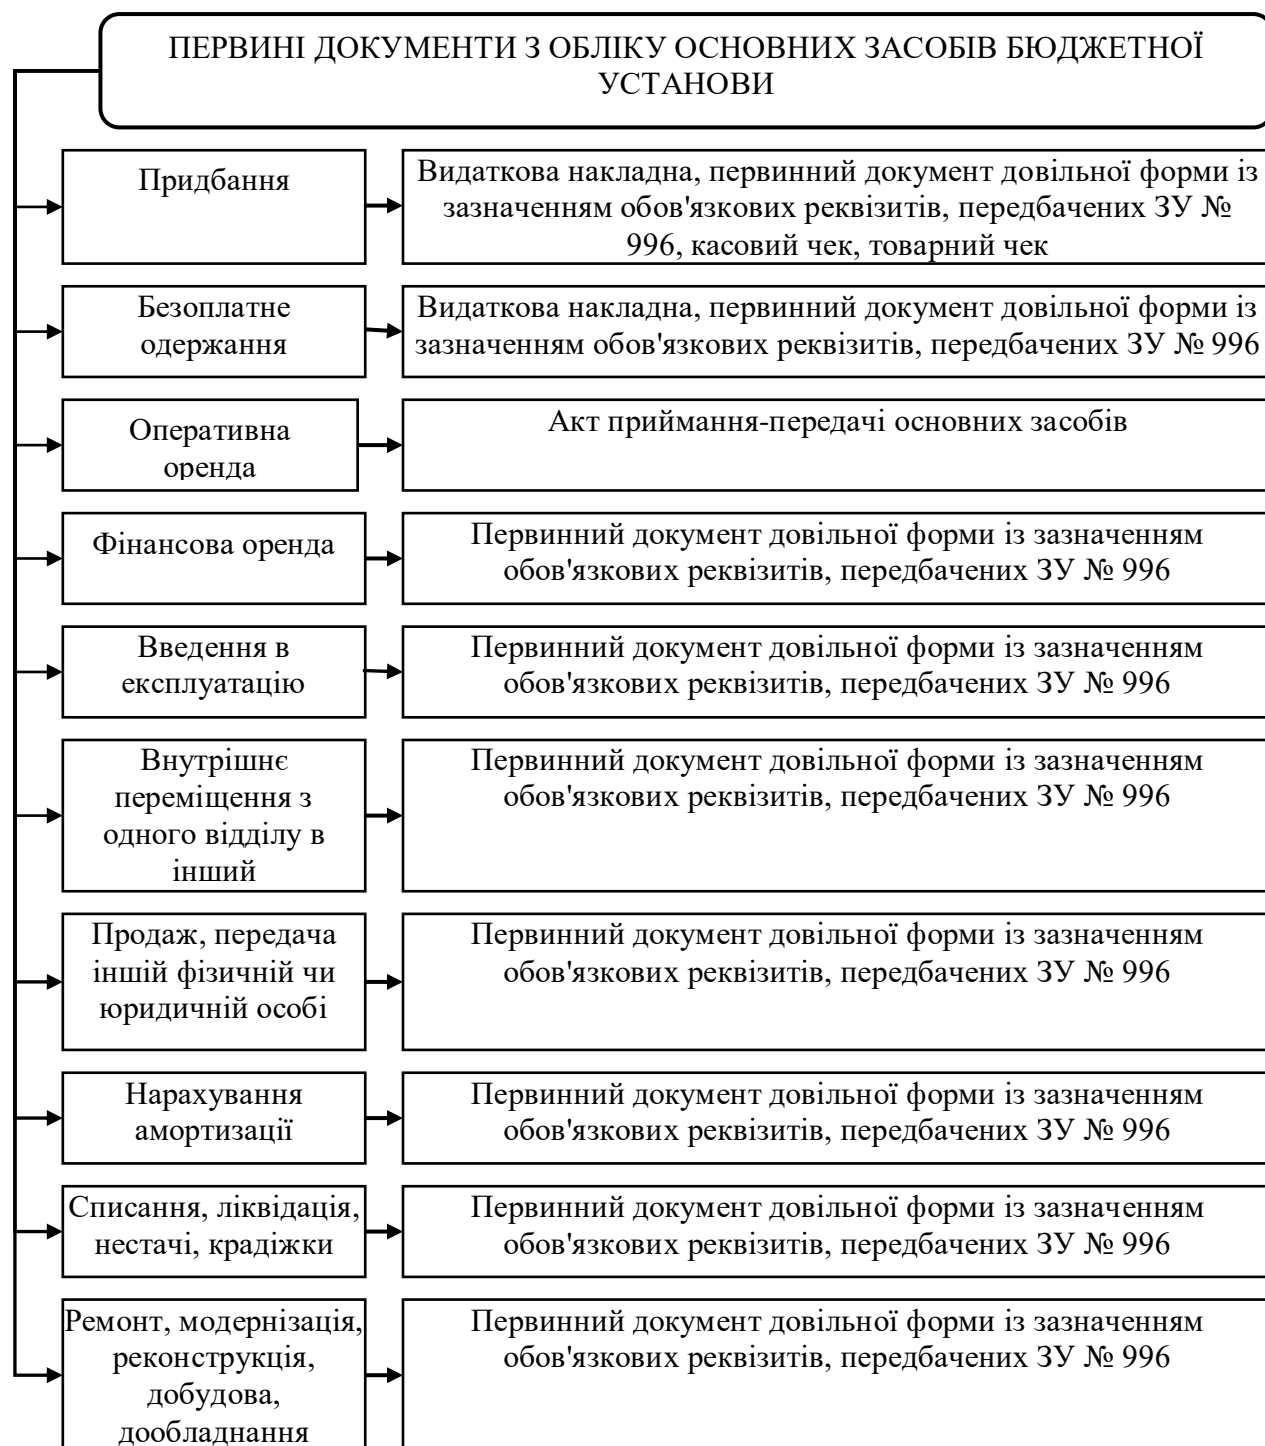 ПЕРВИНІ ДОКУМЕНТИ З ОБЛІКУ ОСНОВНИХ ЗАСОБІВ БЮДЖЕТНОЇ
УСТАНОВИ
Придбання
Видаткова накладна, первинний документ довільної форми із
зазначенням обов'язкових реквізитів, передбачених ЗУ №
996, касовий чек, товарний чек
Безоплатне
одержання
Видаткова накладна, первинний документ довільної форми із
зазначенням обов'язкових реквізитів, передбачених ЗУ № 996
Оперативна
оренда
Акт приймання-передачі основних засобів
Фінансова оренда
Первинний документ довільної форми із зазначенням
обов'язкових реквізитів, передбачених ЗУ № 996
Введення в
експлуатацію
Первинний документ довільної форми із зазначенням
обов'язкових реквізитів, передбачених ЗУ № 996
Внутрішнє
переміщення з
одного відділу в
інший
Первинний документ довільної форми із зазначенням
обов'язкових реквізитів, передбачених ЗУ № 996
Продаж, передача
іншій фізичній чи
юридичній особі
Первинний документ довільної форми із зазначенням
обов'язкових реквізитів, передбачених ЗУ № 996
Нарахування
амортизації
Первинний документ довільної форми із зазначенням
обов'язкових реквізитів, передбачених ЗУ № 996
Списання, ліквідація,
нестачі, крадіжки
Первинний документ довільної форми із зазначенням
обов'язкових реквізитів, передбачених ЗУ № 996
Ремонт, модернізація,
реконструкція,
добудова,
дообладнання
Первинний документ довільної форми із зазначенням
обов'язкових реквізитів, передбачених ЗУ № 996